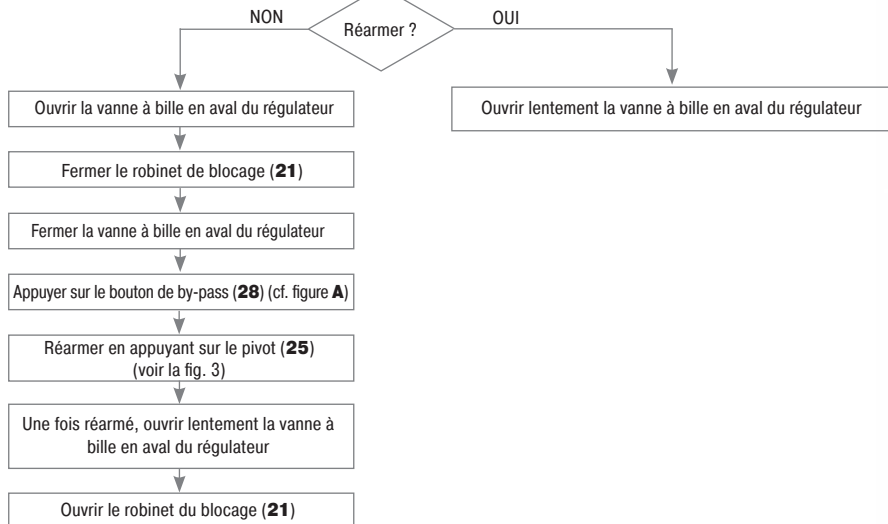 NON
Réarmer ?
OUI
Ouvrir la vanne à bille en aval du régulateur
Ouvrir lentement la vanne à bille en aval du régulateur
Fermer le robinet de blocage (21)
Fermer la vanne à bille en aval du régulateur
Appuyer sur le bouton de by-pass (28) (cf. figure A)
Réarmer en appuyant sur le pivot (25)
(voir la fig. 3)
Une fois réarmé, ouvrir lentement la vanne à
bille en aval du régulateur
Ouvrir le robinet du blocage (21)